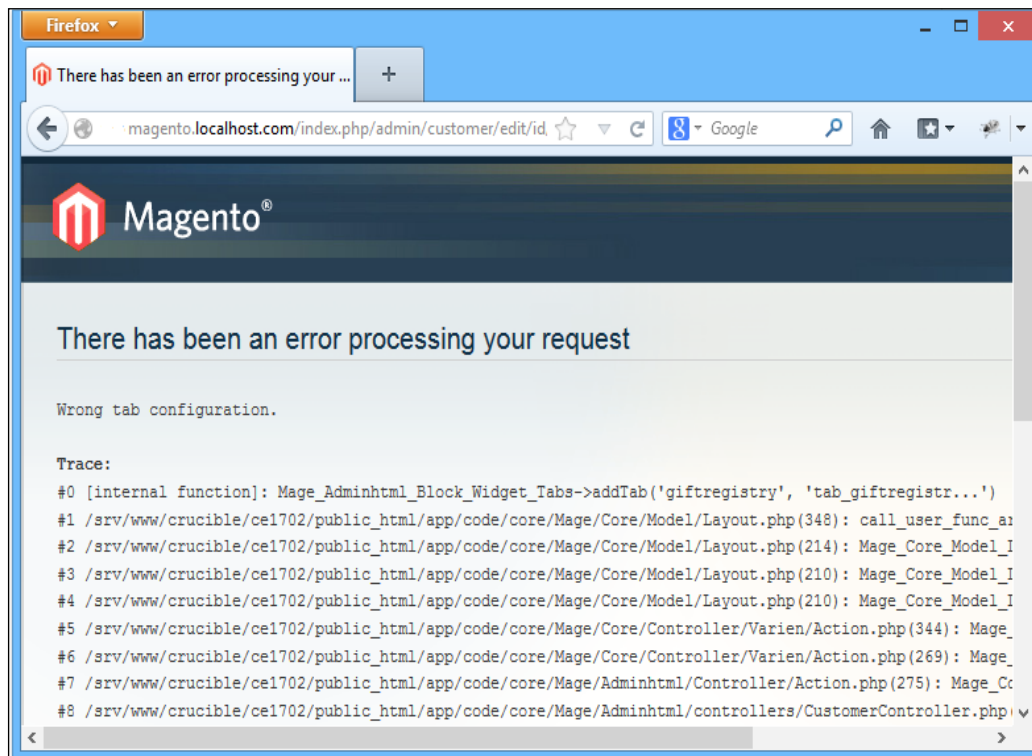 Firefox
There has been an error processing your ...
magento.localhost.com/index.php/admin/customer/edit/id
Google
Magento®
There has been an error processing your request
Wrong tab configuration.
Trace:
#0 [internal function]: Mage_Adminhtml_Block_Widget_Tabs->addTab('giftregistry', 'tab_giftregistr...')
#1 /srv/www/crucible/ce1702/public_html/app/code/core/Mage/Core/Model/Layout.php(348): call_user_func_ar
#2 /srv/www/crucible/ce1702/public_html/app/code/core/Mage/Core/Model/Layout.php(214): Mage_Core_Model_
#3 /srv/www/crucible/ce1702/public_html/app/code/core/Mage/Core/Model/Layout.php(210): Mage_Core_Model_
#4 /srv/www/crucible/ce1702/public_html/app/code/core/Mage/Core/Model/Layout.php(210): Mage_Core_Model_
#5 /srv/www/crucible/ce1702/public_html/app/code/core/Mage/Core/Controller/Varien/Action.php(344): Mage_
#6 /srv/www/crucible/ce1702/public_html/app/code/core/Mage/Core/Controller/Varien/Action.php(269): Mage_
#7 /srv/www/crucible/ce1702/public_html/app/code/core/Mage/Adminhtml/Controller/Action.php(275): Mage_Co
#8 /srv/www/crucible/ce1702/public_html/app/code/core/Mage/Adminhtml/controllers/CustomerController.php(